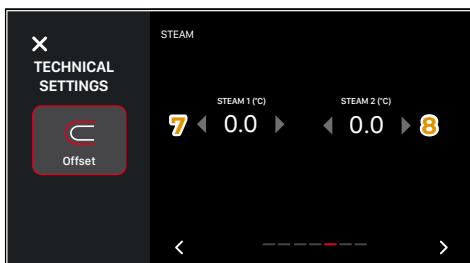 STEAM
TECHNICAL
SETTINGS
Offset
STEAM 1 (°C)
STEAM 2 (°C)
7 0.0
0.0 8